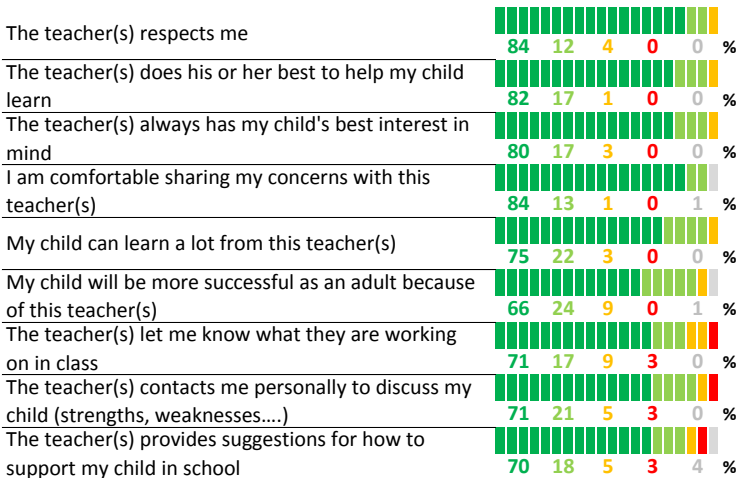 The teacher(s) respects me
84 12 4 0 0 %
The teacher(s) does his or her best to help my child
learn
82 17 1 0 0 %
The teacher(s) always has my child's best interest in
mind
80 17 3 0 0 %
I am comfortable sharing my concerns with this
teacher(s)
84 13 1 0 1 %
My child can learn a lot from this teacher(s)
75 22 3 0 0 %
My child will be more successful as an adult because
of this teacher(s)
66 24 9 0 1 %
The teacher(s) let me know what they are working
on in class
71 17 9 3 0 %
The teacher(s) contacts me personally to discuss my
child (strengths, weaknesses....)
71 21 5 3 0 %
The teacher(s) provides suggestions for how to
support my child in school
70 18 5 3 4 %